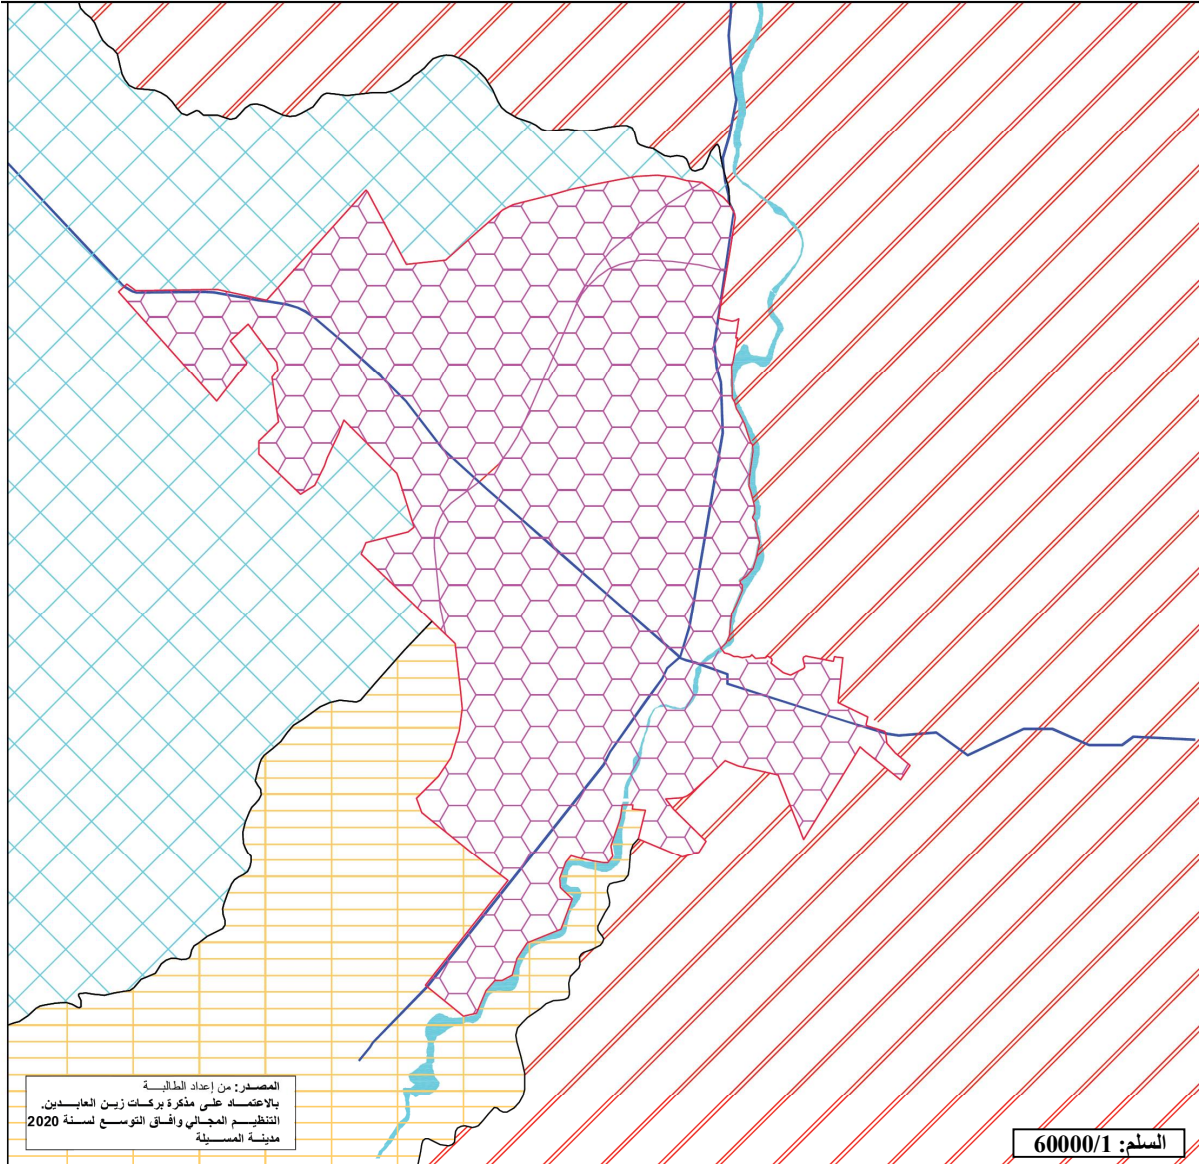 المصدر: من إعداد الطالبة
بالاعتماد على مذكرة بركات زين العابدين.
التنظيم المجالي وافاق التوسع لسنة 2020
مدينة المسيلة
السلم: 60000/1